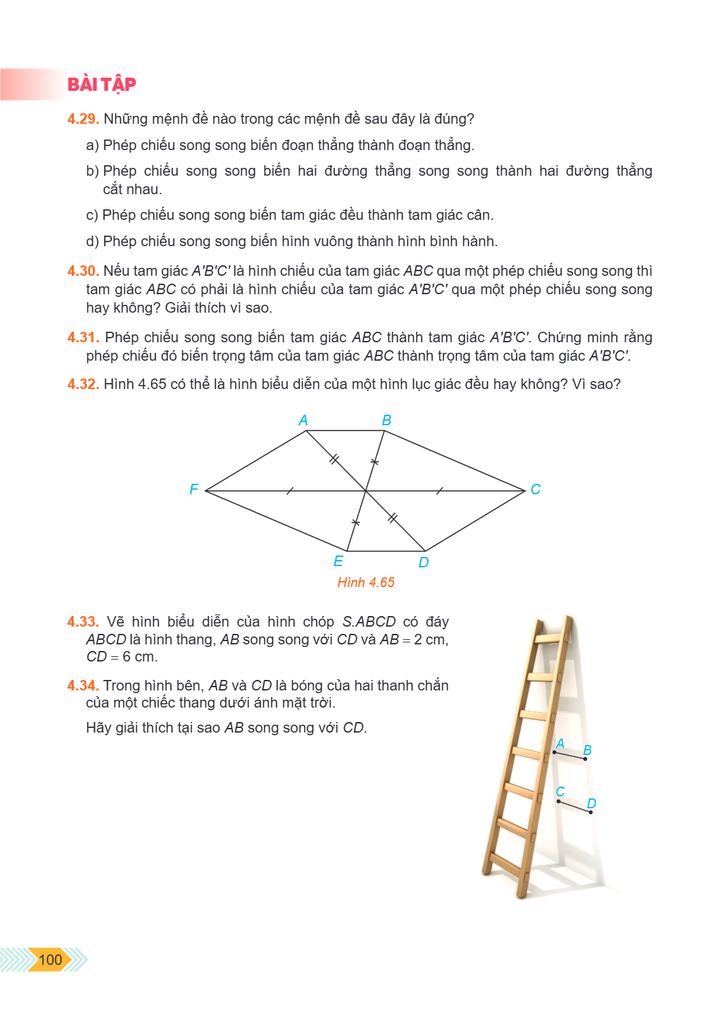 BÀI TẬP
4.29. Những mệnh đề nào trong các mệnh đề sau đây là đúng?
a) Phép chiếu song song biến đoạn thẳng thành đoạn thẳng.
b) Phép chiếu song song biến hai đường thẳng song song thành hai đường thẳng
cắt nhau.
c) Phép chiếu song song biến tam giác đều thành tam giác cân.
d) Phép chiếu song song biến hình vuông thành hình bình hành.
4.30. Nếu tam giác A'B'C' là hình chiếu của tam giác ABC qua một phép chiếu song song thì
tam giác ABC có phải là hình chiếu của tam giác A'B'C' qua một phép chiếu song song
hay không? Giải thích vì sao.
4.31. Phép chiếu song song biến tam giác ABC thành tam giác A'B'C'. Chứng minh rằng
phép chiếu đó biến trọng tâm của tam giác ABC thành trọng tâm của tam giác A'B'C'.
4.32. Hình 4.65 có thể là hình biểu diễn của một hình lục giác đều hay không? Vì sao?
A B
F C
E D
Hình 4.65
4.33. Vẽ hình biểu diễn của hình chóp S.ABCD có đáy
ABCD là hình thang, AB song song với CD và AB = 2 cm,
CD = 6 cm.
4.34. Trong hình bên, AB và CD là bóng của hai thanh chắn
của một chiếc thang dưới ánh mặt trời.
Hãy giải thích tại sao AB song song với CD.
A B
C D
100